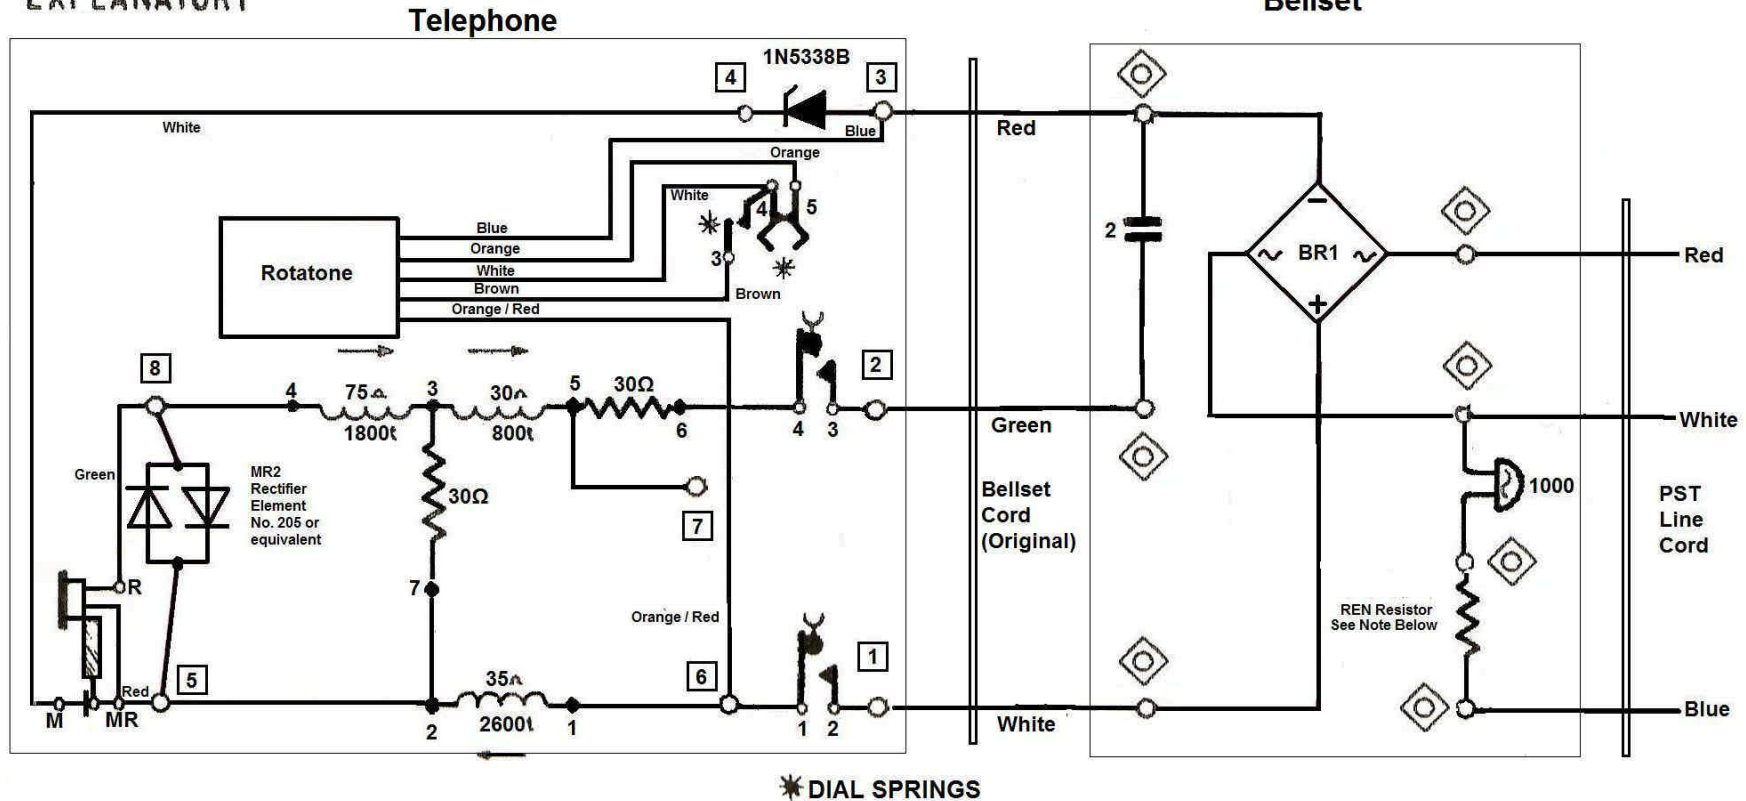 EXPLANATORY
Telephone
Bellset
1N5338B
4
3
White
Blue
Red
Orange
White
4
5
3
Blue
Orange
White
Brown
Orange / Red
Brown
Rotatone
2
BR1
Red
8
4
75Ω
1800t
3
30Ω
800t
5
30Ω
6
4
3
2
Green
White
Green
MR2
Rectifier
Element
No. 205 or
equivalent
30Ω
7
7
Bellset
Cord
(Original)
1000
PST
Line
Cord
R
Orange / Red
REN Resistor
See Note Below
Red
5
35Ω
2600t
6
1
M
MR
2
1
1
2
White
Blue
DIAL SPRINGS